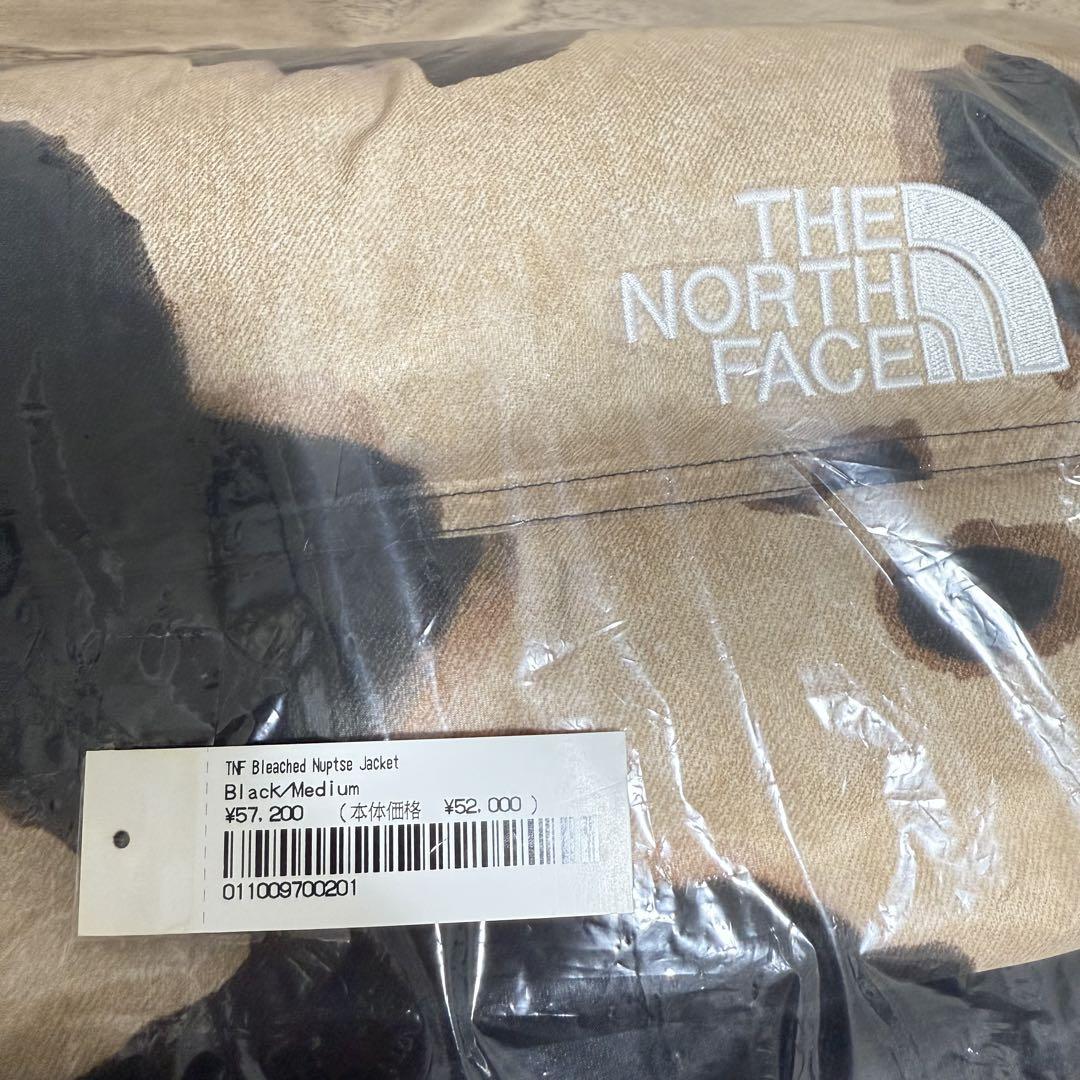 THE
NORTH
FACE
TNF Bleached Nuptse Jacket
Black/Medium
¥57,200 (本体価格 ¥52,000)
011009700201